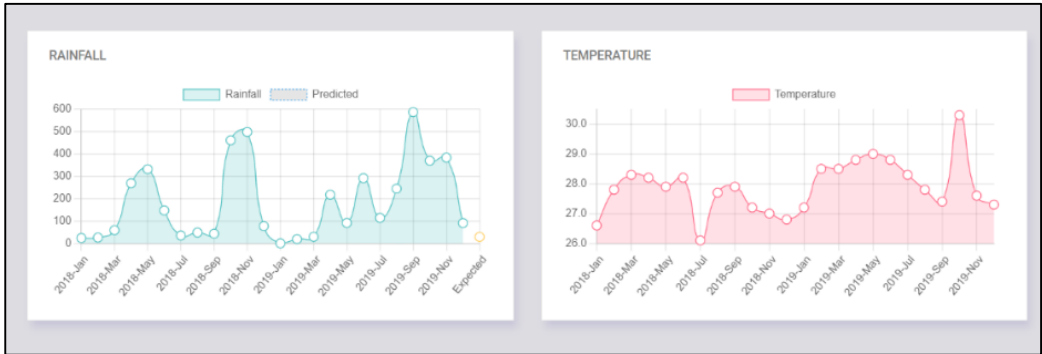 RAINFALL
Rainfall Predicted
600
500
400
300
200
100
0
2018-Jan
2018-Mar
2018-May
2018-Jul
2018-Sep
2018-Nov
2019-Jan
2019-Mar
2019-May
2019-Jul
2019-Sep
2019-Nov
Expected
TEMPERATURE
Temperature
30.0
29.0
28.0
27.0
26.0
2018-Jan
2018-Mar
2018-May
2018-Jul
2018-Sep
2018-Nov
2019-Jan
2019-Mar
2019-May
2019-Jul
2019-Sep
2019-Nov